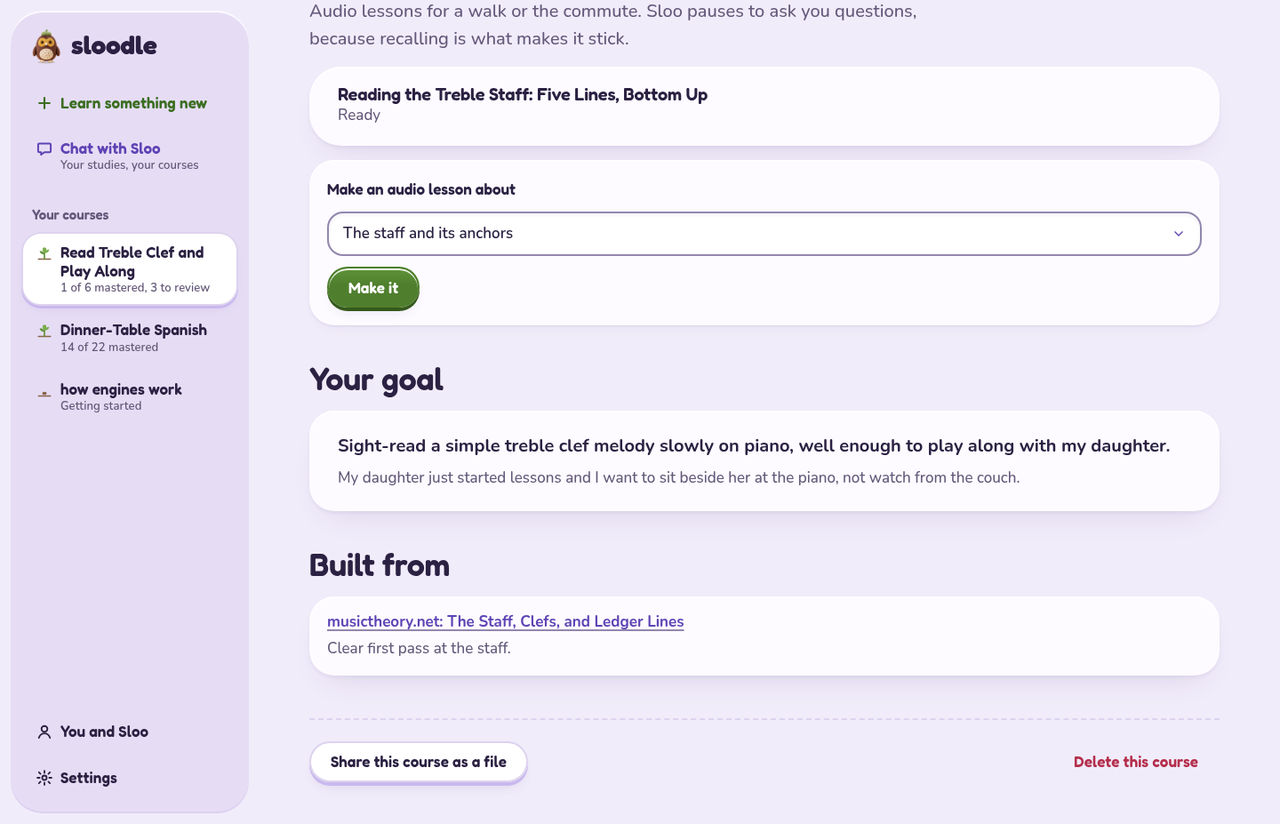 sloodle
Learn something new
Chat with Sloo
Your studies, your courses
Your courses
Read Treble Clef and
Play Along
1 of 6 mastered, 3 to review
Dinner-Table Spanish
14 of 22 mastered
how engines work
Getting started
You and Sloo
Settings
Audio lessons for a walk or the commute. Sloo pauses to ask you questions,
because recalling is what makes it stick.
Reading the Treble Staff: Five Lines, Bottom Up
Ready
Make an audio lesson about
The staff and its anchors
Make it
Your goal
Sight-read a simple treble clef melody slowly on piano, well enough to play along with my daughter.
My daughter just started lessons and I want to sit beside her at the piano, not watch from the couch.
Built from
musictheory.net: The Staff, Clefs, and Ledger Lines
Clear first pass at the staff.
Share this course as a file
Delete this course